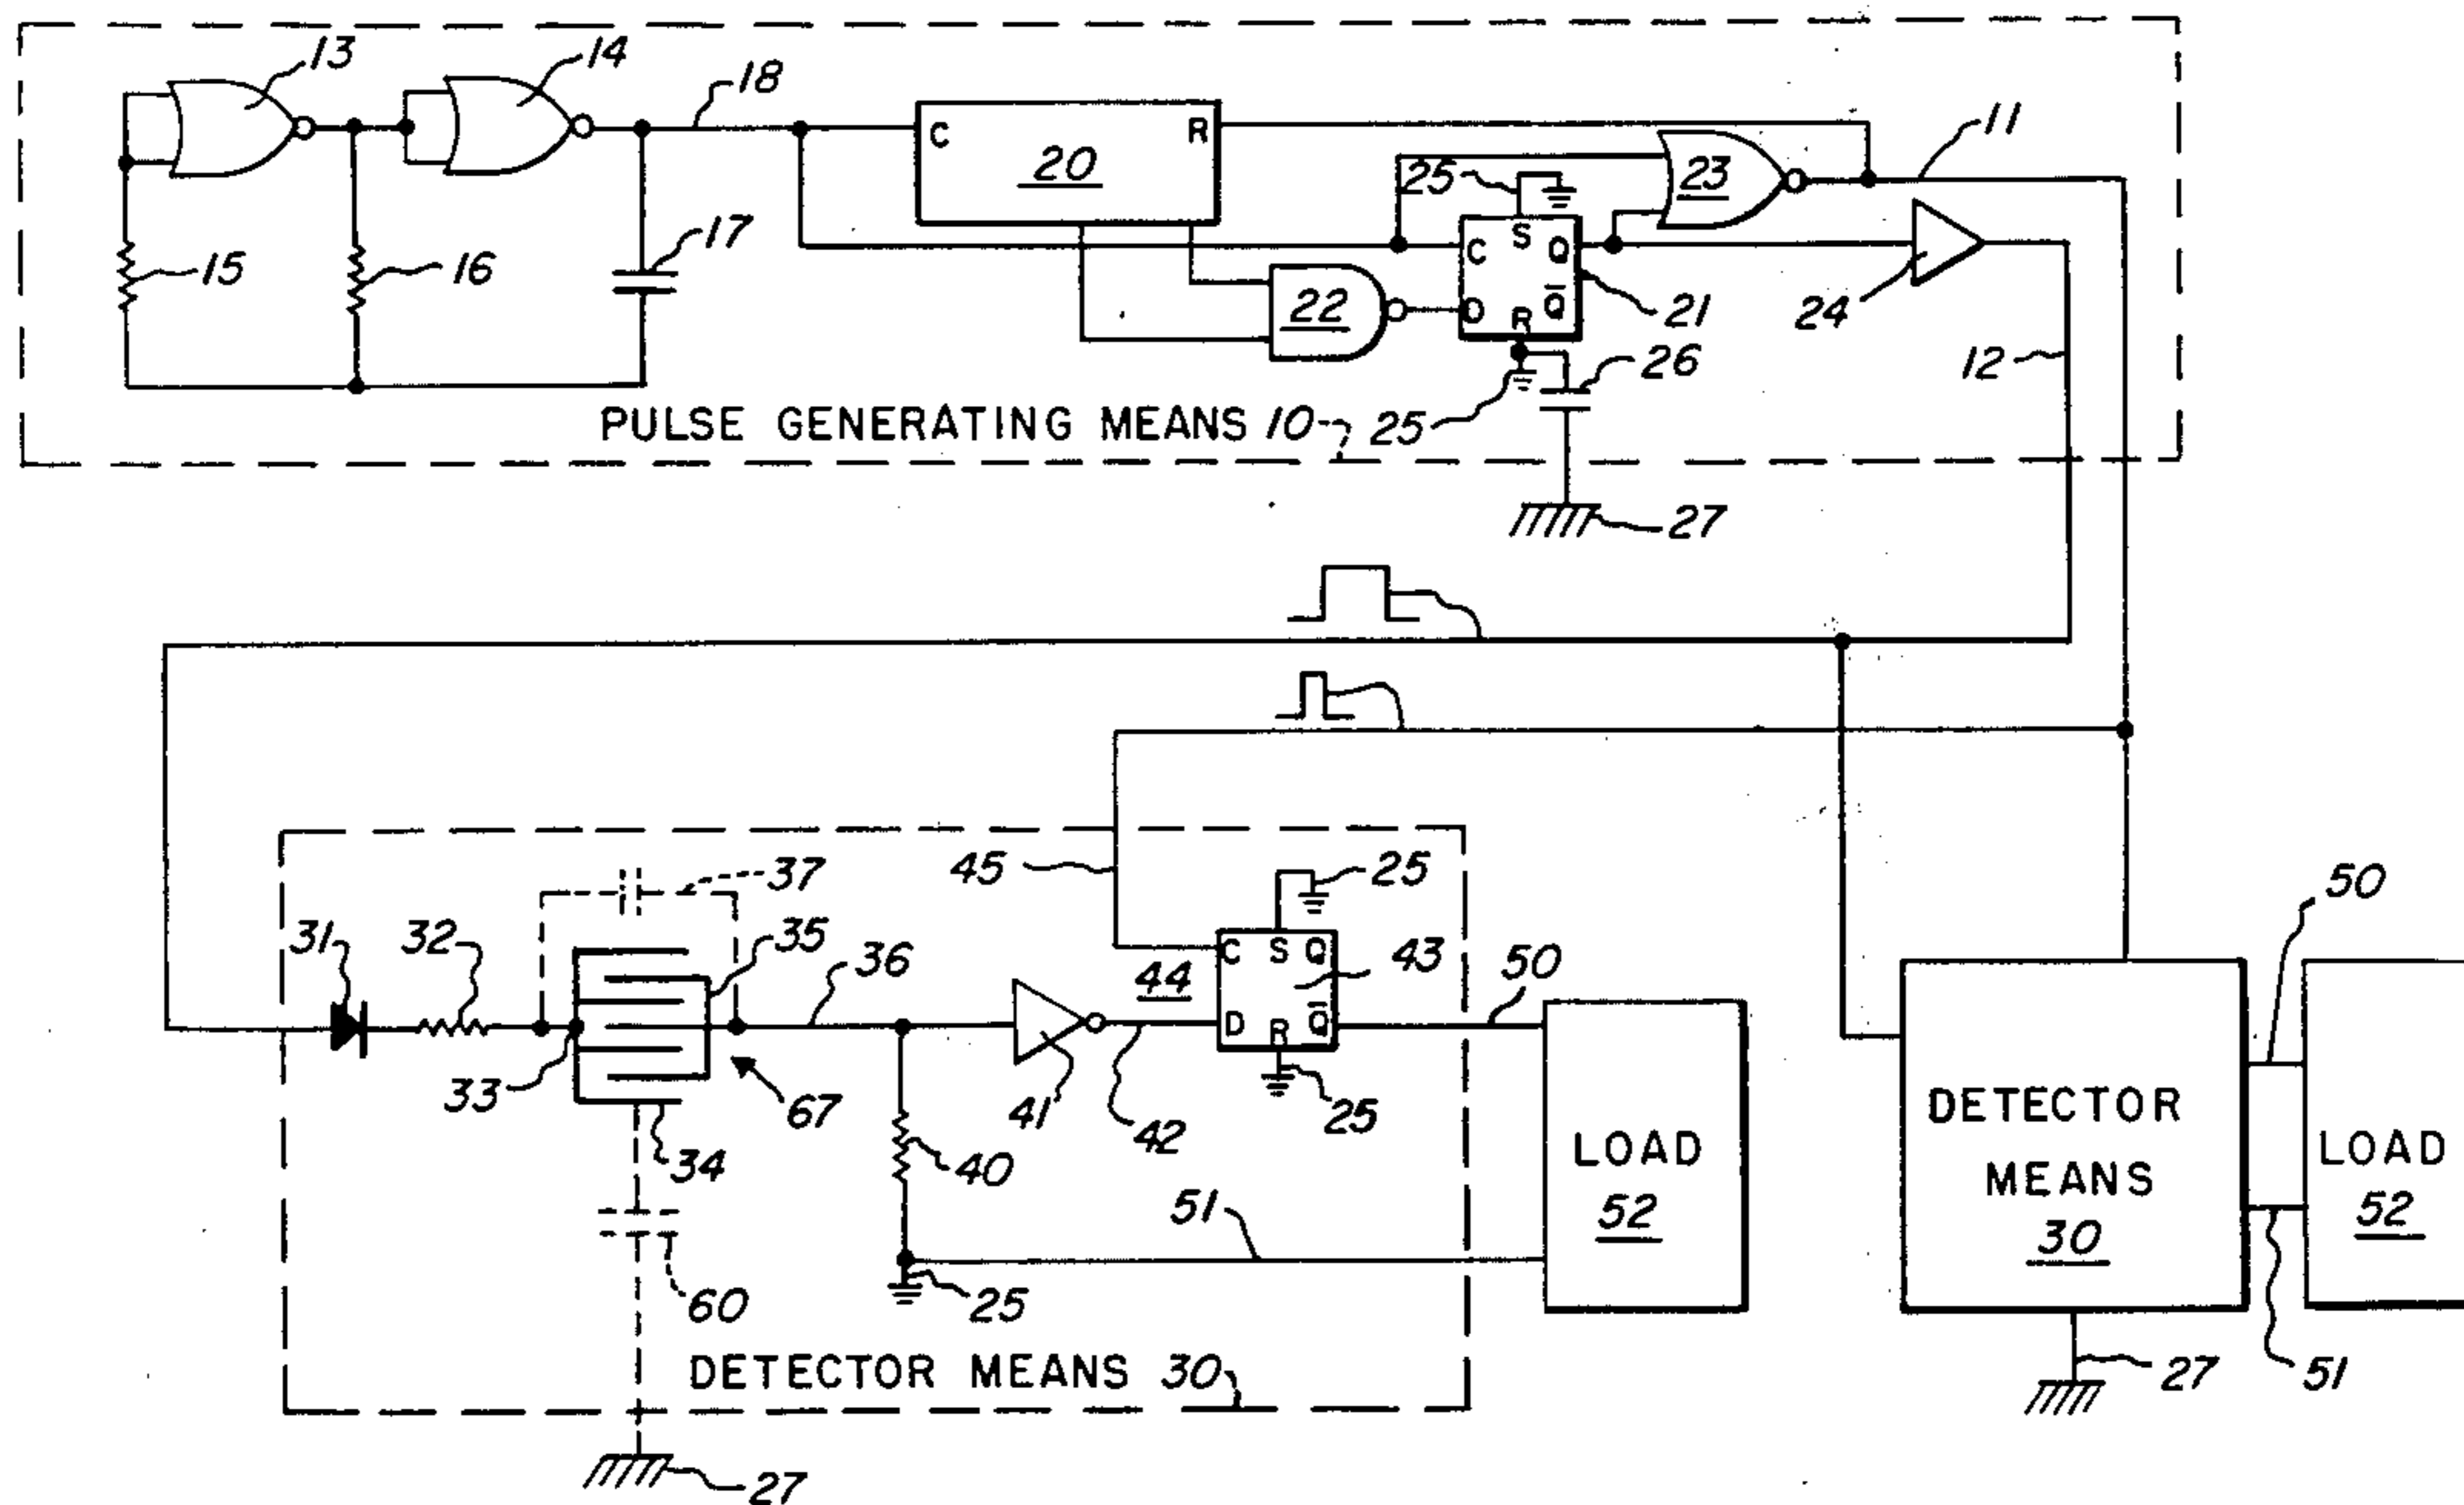 13
14
18
11
C
R
20
23
25
17
C
S
Q
15
16
22
D
R
Q̅
21
24
12
26
PULSE GENERATING MEANS 10
25
27
45
37
25
50
31
32
35
36
C
S
Q
43
50
44
D
R
Q̅
33
67
41
42
25
34
40
LOAD
52
DETECTOR
MEANS
30
LOAD
52
51
60
25
DETECTOR MEANS 30
27
51
27